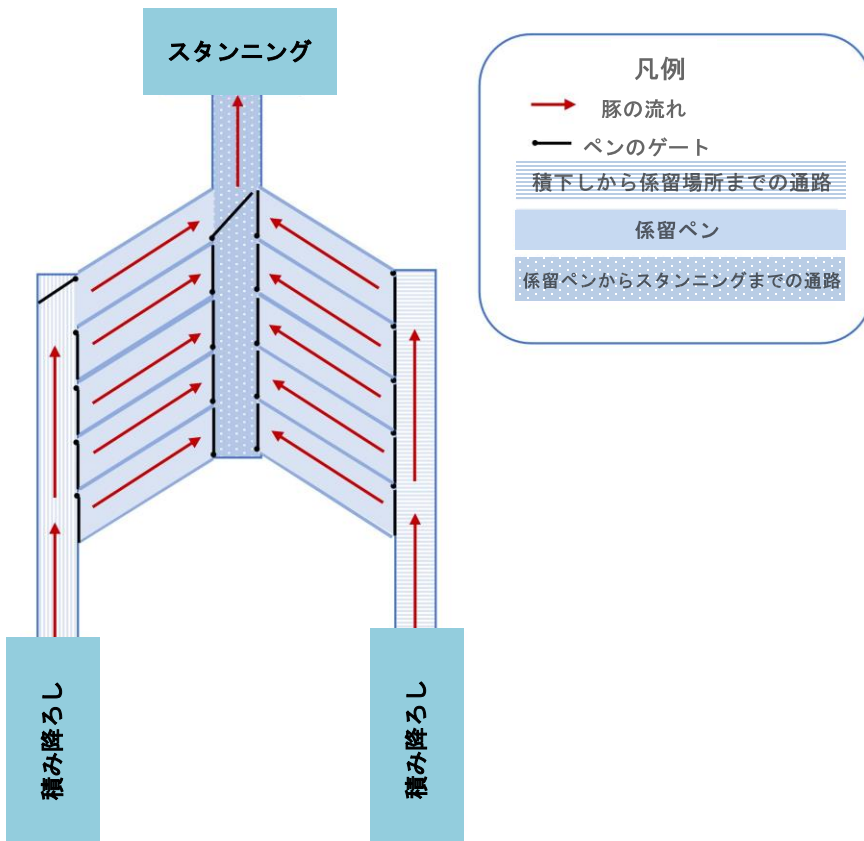 スタンニング
凡例
豚の流れ
ペンのゲート
積下しから係留場所までの通路
係留ペン
係留ペンからスタンニングまでの通路
積み降ろし
積み降ろし